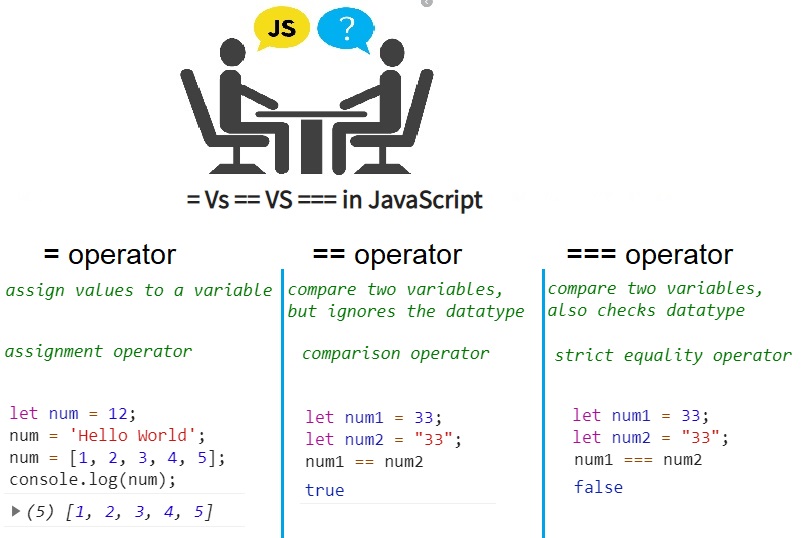 JS ?
= Vs == VS === in JavaScript
= operator
assign values to a variable
assignment operator
let num = 12;
num = 'Hello World';
num = [1, 2, 3, 4, 5];
console.log(num);
(5) [1, 2, 3, 4, 5]
== operator
compare two variables,
but ignores the datatype
comparison operator
let num1 = 33;
let num2 = "33";
num1 == num2
true
=== operator
compare two variables,
also checks datatype
strict equality operator
let num1 = 33;
let num2 = "33";
num1 === num2
false